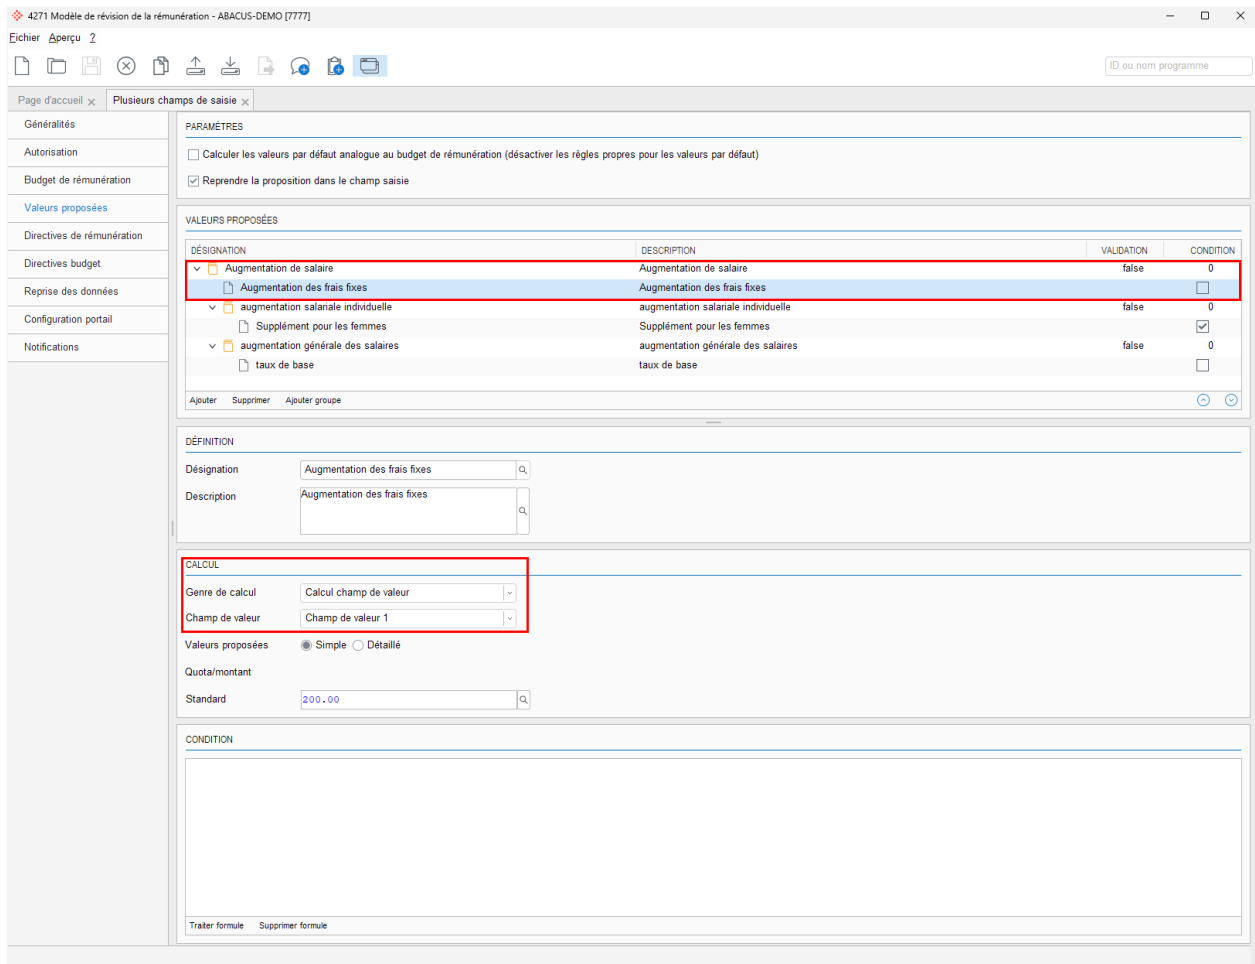 4271 Modèle de révision de la rémunération - ABACUS-DEMO [7777]
Fichier Aperçu ?
ID ou nom programme
Page d'accueil Plusieurs champs de saisie
Généralités
Autorisation
Budget de rémunération
Valeurs proposées
Directives de rémunération
Directives budget
Reprise des données
Configuration portail
Notifications
PARAMÈTRES
Calculer les valeurs par défaut analogue au budget de rémunération (désactiver les règles propres pour les valeurs par défaut)
Reprendre la proposition dans le champ saisie
VALEURS PROPOSÉES
DÉSIGNATION DESCRIPTION VALIDATION CONDITION
Augmentation de salaire Augmentation de salaire false 0
Augmentation des frais fixes Augmentation des frais fixes
augmentation salariale individuelle augmentation salariale individuelle false 0
Supplément pour les femmes Supplément pour les femmes
augmentation générale des salaires augmentation générale des salaires false 0
taux de base taux de base
Ajouter Supprimer Ajouter groupe
DÉFINITION
Désignation Augmentation des frais fixes
Description Augmentation des frais fixes
CALCUL
Genre de calcul Calcul champ de valeur
Champ de valeur Champ de valeur 1
Valeurs proposées Simple Détaillé
Quota/montant
Standard 200.00
CONDITION
Traiter formule Supprimer formule